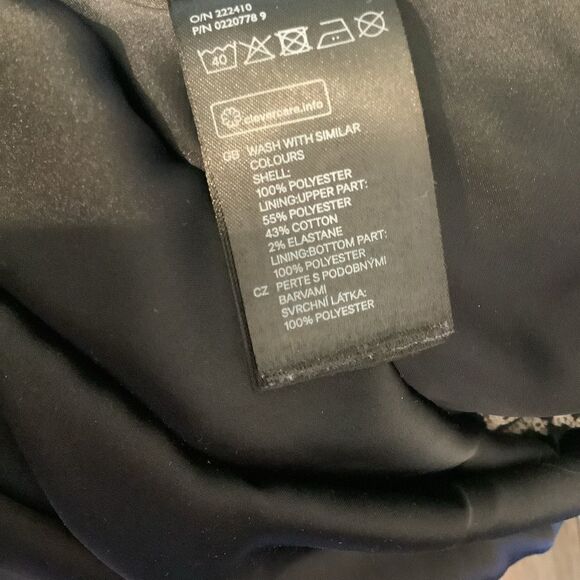 O/N 222410
P/N 0220778 9
40
clevercare.info
GB WASH WITH SIMILAR
COLOURS
SHELL:
100% POLYESTER
LINING:UPPER PART:
55% POLYESTER
43% COTTON
2% ELASTANE
LINING:BOTTOM PART:
100% POLYESTER
CZ PERTE S PODOBNÝMI
BARVAMI
SVRCHNÍ LÁTKA:
100% POLYESTER